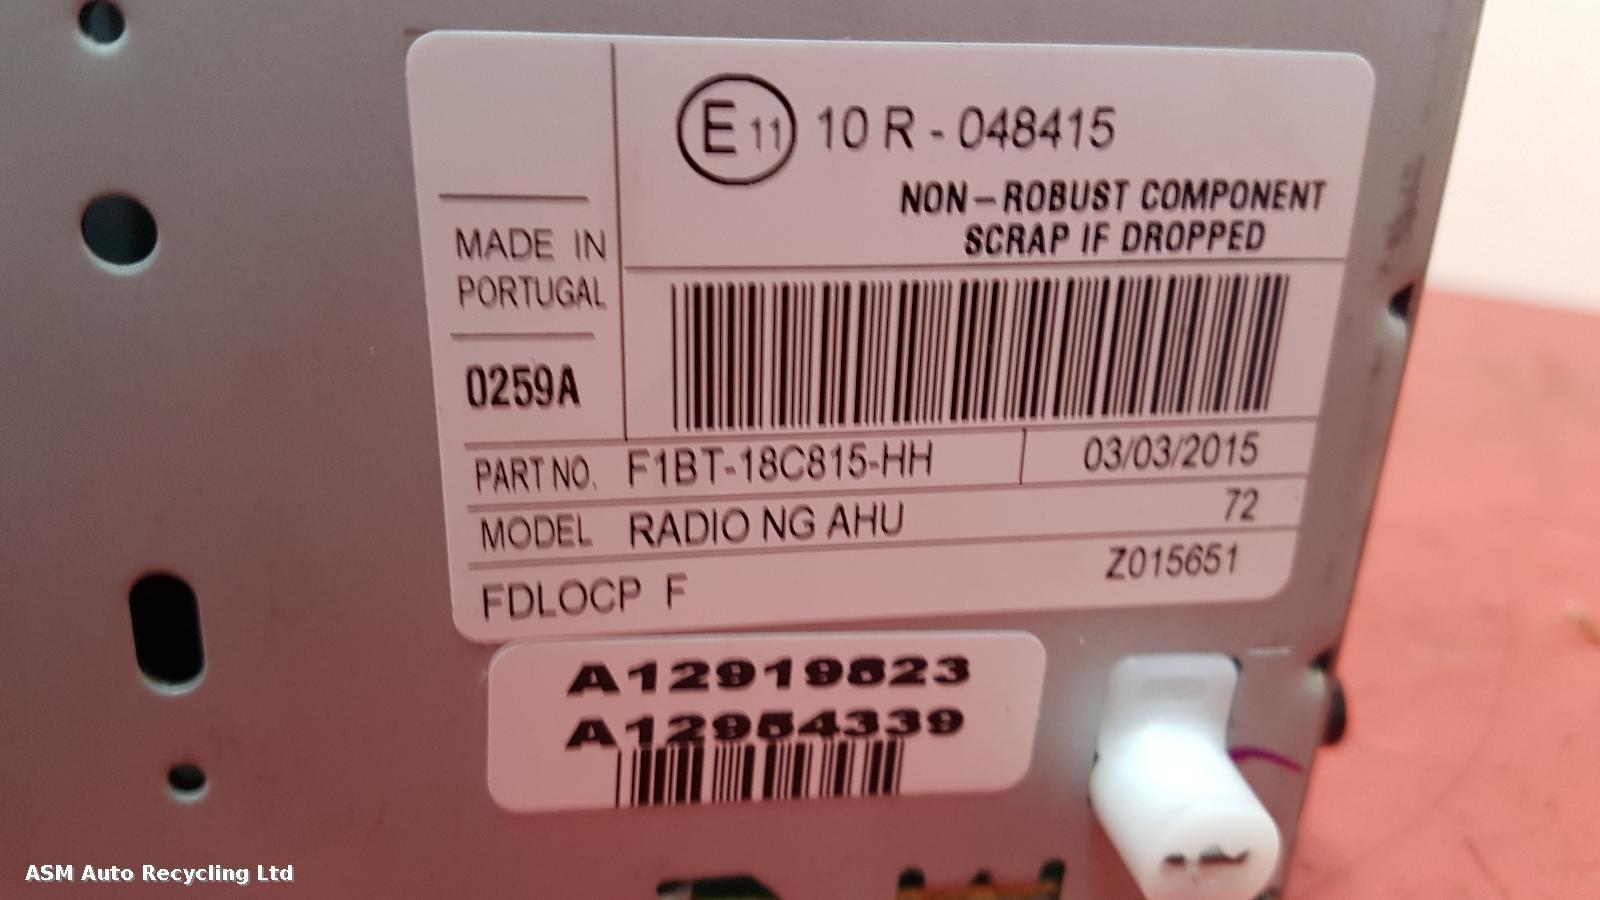 E 11 10 R - 048415
NON-ROBUST COMPONENT
SCRAP IF DROPPED
MADE IN
PORTUGAL
0259A
PART NO. F1BT-18C815-HH 03/03/2015
MODEL RADIO NG AHU 72
FDLOCP F Z015651
A12919823
A12954339
ASM Auto Recycling Ltd